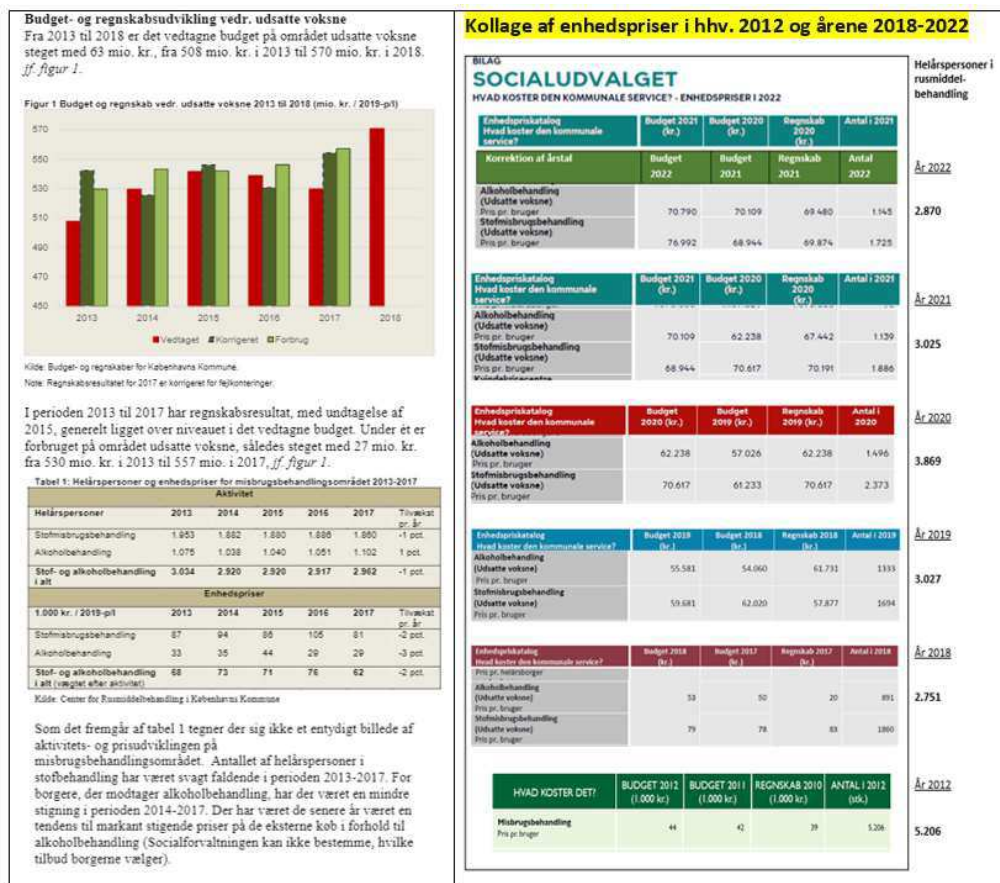 Budget- og regnskabsudvikling vedr. udsatte voksne
Fra 2013 til 2018 er det vedtagne budget på området udsatte voksne
steget med 63 mio. kr., fra 508 mio. kr. i 2013 til 570 mio. kr. i 2018.
jf. figur 1.
Figur 1 Budget og regnskab vedr. udsatte voksne 2013 til 2018 (mio. kr. / 2019-p/l)
570
550
530
510
490
470
450
2013 2014 2015 2016 2017 2018
Vedtaget Korrigeret Forbrug
Kilde: Budget- og regnskaber for Københavns Kommune.
Note: Regnskabsresultatet for 2017 er korrigeret for fejlkonteringer.
I perioden 2013 til 2017 har regnskabsresultat, med undtagelse af
2015, generelt ligget over niveauet i det vedtagne budget. Under ét er
forbruget på området udsatte voksne, således steget med 27 mio. kr.
fra 530 mio. kr. i 2013 til 557 mio. i 2017, jf. figur 1.
Tabel 1: Helårspersoner og enhedspriser for misbrugsbehandlingsområdet 2013-2017
Aktivitet
Helårspersoner 2013 2014 2015 2016 2017 Tilvækst
pr. år
Stofmisbrugsbehandling 1.953 1.882 1.880 1.886 1.860 -1 pct.
Alkoholbehandling 1.075 1.038 1.040 1.051 1.102 1 pct.
Stof- og alkoholbehandling 3.034 2.920 2.920 2.917 2.962 -1 pct.
i alt
Enhedspriser
1.000 kr. / 2019-p/l 2013 2014 2015 2016 2017 Tilvækst
pr. år
Stofmisbrugsbehandling 87 94 86 105 81 -2 pct.
Alkoholbehandling 33 35 44 29 29 -3 pct.
Stof- og alkoholbehandling 68 73 71 76 62 -2 pct.
i alt (vægtet efter aktivitet)
Kilde: Center for Rusmiddelbehandling i Københavns Kommune
Som det fremgår af tabel 1 tegner der sig ikke et entydigt billede af
aktivitets- og prisudviklingen på
misbrugsbehandlingsområdet. Antallet af helårspersoner i
stofbehandling har været svagt faldende i perioden 2013-2017. For
borgere, der modtager alkoholbehandling, har der været en mindre
stigning i perioden 2014-2017. Der har været de senere år været en
tendens til markant stigende priser på de eksterne køb i forhold til
alkoholbehandling (Socialforvaltningen kan ikke bestemme, hvilke
tilbud borgerne vælger).
Kollage af enhedspriser i hhv. 2012 og årene 2018-2022
BILAG
SOCIALUDVALGET
HVAD KOSTER DEN KOMMUNALE SERVICE? - ENHEDSPRISER I 2022
Helårspersoner i
rusmiddel-
behandling
Enhedspriskatalog Budget 2021 Budget 2020 Regnskab Antal i 2021
Hvad koster den kommunale (kr.) (kr.) 2020
service? (kr.)
Korrektion af årstal Budget Budget Regnskab Antal
2022 2021 2021 2022
År 2022
Alkoholbehandling
(Udsatte voksne)
Pris pr. bruger 70.790 70.109 69.480 1.145
2.870
Stofmisbrugsbehandling
(Udsatte voksne)
Pris pr. bruger 76.992 68.944 69.874 1.725
Enhedspriskatalog Budget 2021 Budget 2020 Regnskab Antal i 2021
Hvad koster den kommunale (kr.) (kr.) 2020
service? (kr.)
År 2021
Alkoholbehandling
(Udsatte voksne)
Pris pr. bruger 70.109 62.238 67.442 1.139
3.025
Stofmisbrugsbehandling
(Udsatte voksne)
Pris pr. bruger 68.944 70.617 70.191 1.886
Kvindekrisecentre
Enhedspriskatalog Budget Budget Regnskab Antal i
Hvad koster den kommunale 2020 (kr.) 2019 (kr.) 2019 (kr.) 2020
service?
År 2020
Alkoholbehandling
(Udsatte voksne) 62.238 57.026 62.238 1.496
Pris pr. bruger
3.869
Stofmisbrugsbehandling
(Udsatte voksne) 70.617 61.233 70.617 2.373
Pris pr. bruger
Enhedspriskatalog Budget 2019 Budget 2018 Regnskab 2018 Antal i 2019
Hvad koster den kommunale service? (kr.) (kr.) (kr.)
År 2019
Alkoholbehandling
(Udsatte voksne) 55.581 54.060 61.731 1333
Pris pr. bruger
3.027
Stofmisbrugsbehandling
(Udsatte voksne) 59.681 62.020 57.877 1694
Pris pr. bruger
Enhedspriskatalog Budget 2018 Budget 2017 Regnskab 2017 Antal i 2018
Hvad koster den kommunale service? (kr.) (kr.) (kr.)
År 2018
Pris pr. helårsborger
Alkoholbehandling
(Udsatte voksne) 53 50 20 891
Pris pr. bruger
2.751
Stofmisbrugsbehandling
(Udsatte voksne) 79 78 83 1860
Pris pr. bruger
HVAD KOSTER DET? BUDGET 2012 BUDGET 2011 REGNSKAB 2010 ANTAL I 2012
(1.000 kr.) (1.000 kr.) (1.000 kr.) (stk.)
År 2012
Misbrugsbehandling 44 42 39 5.206
Pris pr. bruger
5.206